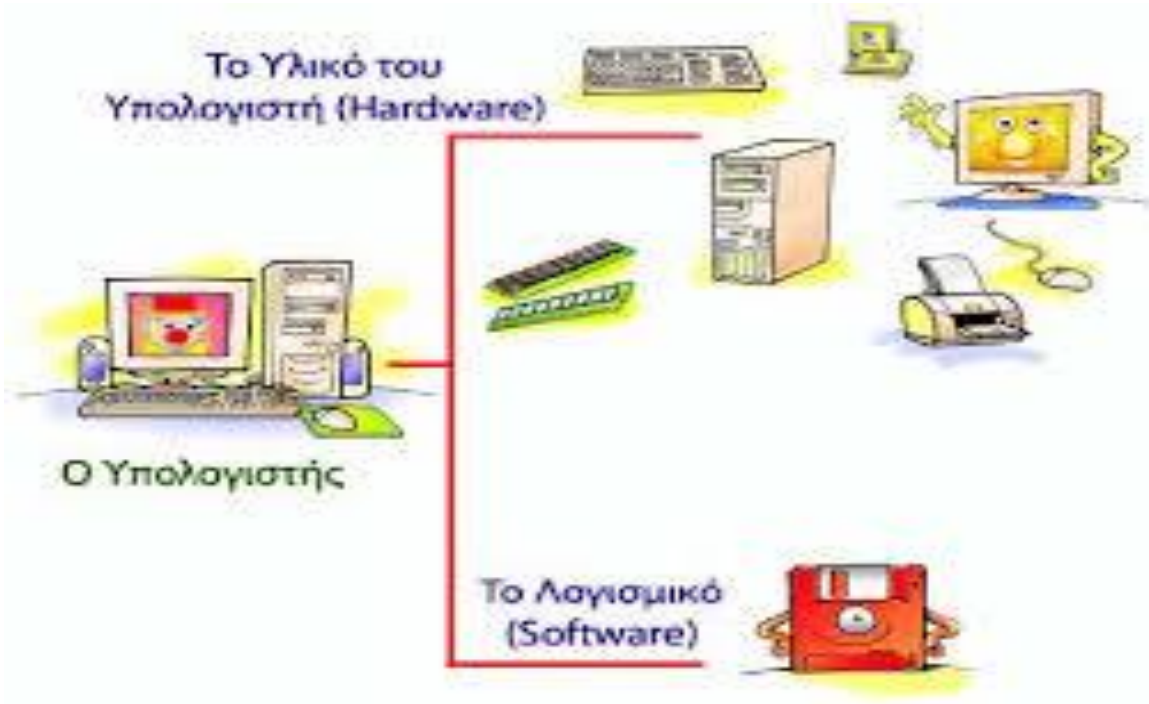 Το Υλικό του
Υπολογιστή (Hardware)
Ο Υπολογιστής
Το Λογισμικό
(Software)